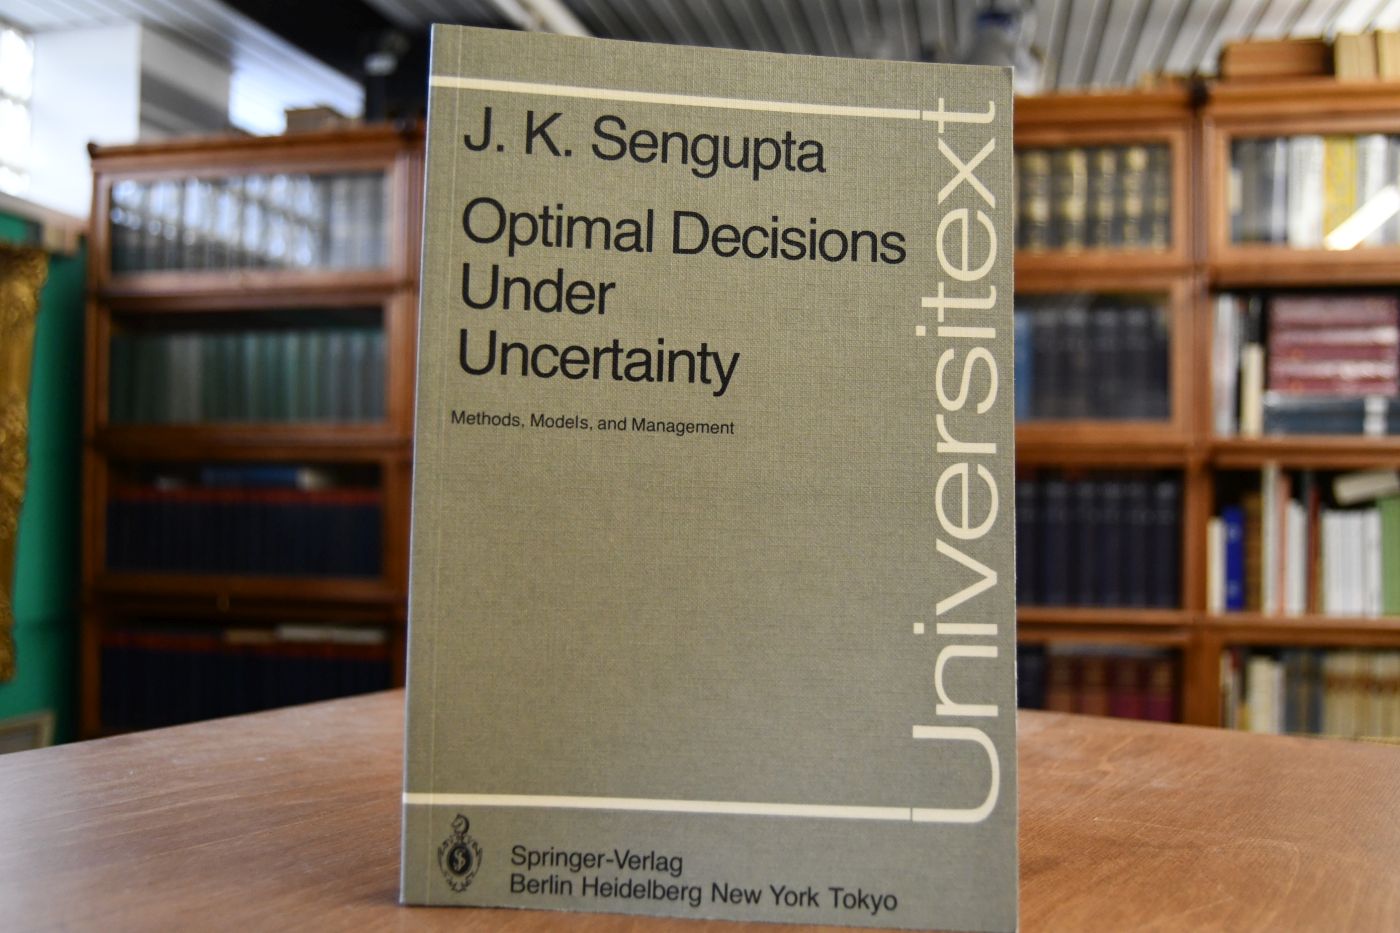 J. K. Sengupta
Optimal Decisions
Under
Uncertainty
Methods, Models, and Management
Universitext
Springer-Verlag
Berlin Heidelberg New York Tokyo